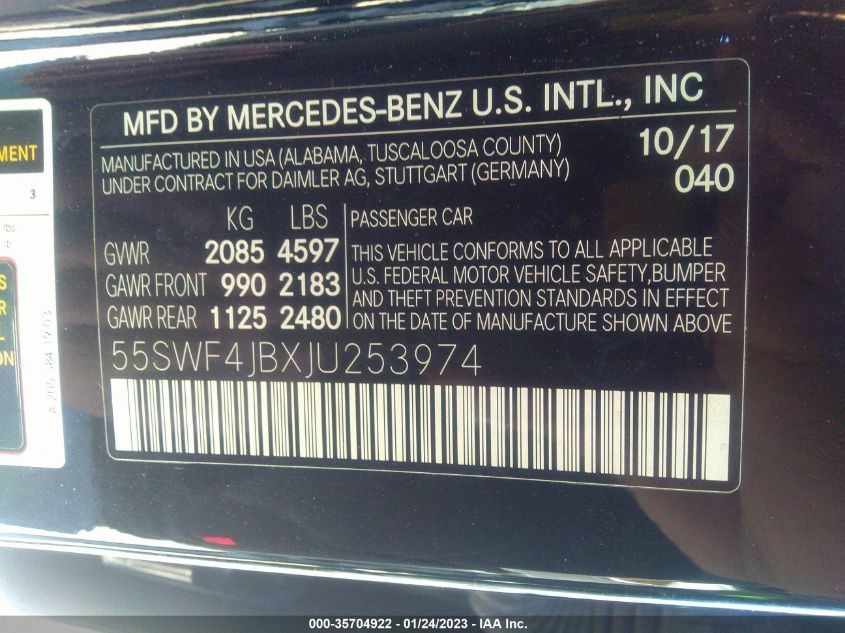 MFD BY MERCEDES-BENZ U.S. INTL., INC
MANUFACTURED IN USA (ALABAMA, TUSCALOOSA COUNTY) 10/17
UNDER CONTRACT FOR DAIMLER AG, STUTTGART (GERMANY) 040
KG LBS PASSENGER CAR
GVWR 2085 4597 THIS VEHICLE CONFORMS TO ALL APPLICABLE
GAWR FRONT 990 2183 U.S. FEDERAL MOTOR VEHICLE SAFETY, BUMPER
AND THEFT PREVENTION STANDARDS IN EFFECT
GAWR REAR 1125 2480 ON THE DATE OF MANUFACTURE SHOWN ABOVE
55SWF4JBXJU253974
MENT
3
lbs.
lb
S
R
000-35704922 - 01/24/2023 - IAA Inc.